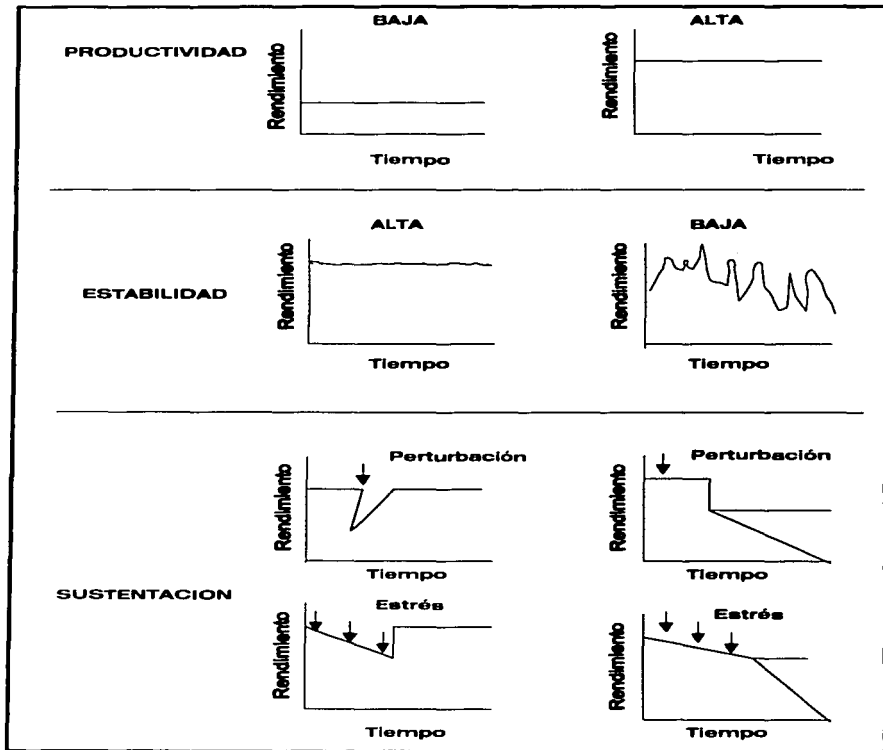 BAJA
ALTA
PRODUCTIVIDAD
Rendimiento
Rendimiento
Tiempo
Tiempo
ALTA
BAJA
ESTABILIDAD
Rendimiento
Rendimiento
Tiempo
Tiempo
Perturbación
Perturbación
Rendimiento
Rendimiento
Tiempo
Tiempo
SUSTENTACION
Estrés
Estrés
Rendimiento
Rendimiento
Tiempo
Tiempo